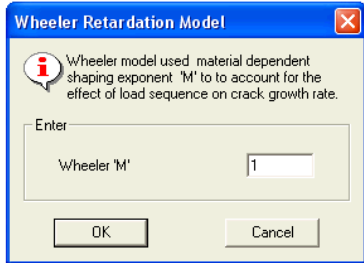 Wheeler Retardation Model
Wheeler model used material dependent
shaping exponent 'M' to to account for the
effect of load sequence on crack growth rate.
Enter
Wheeler 'M'
1
OK
Cancel